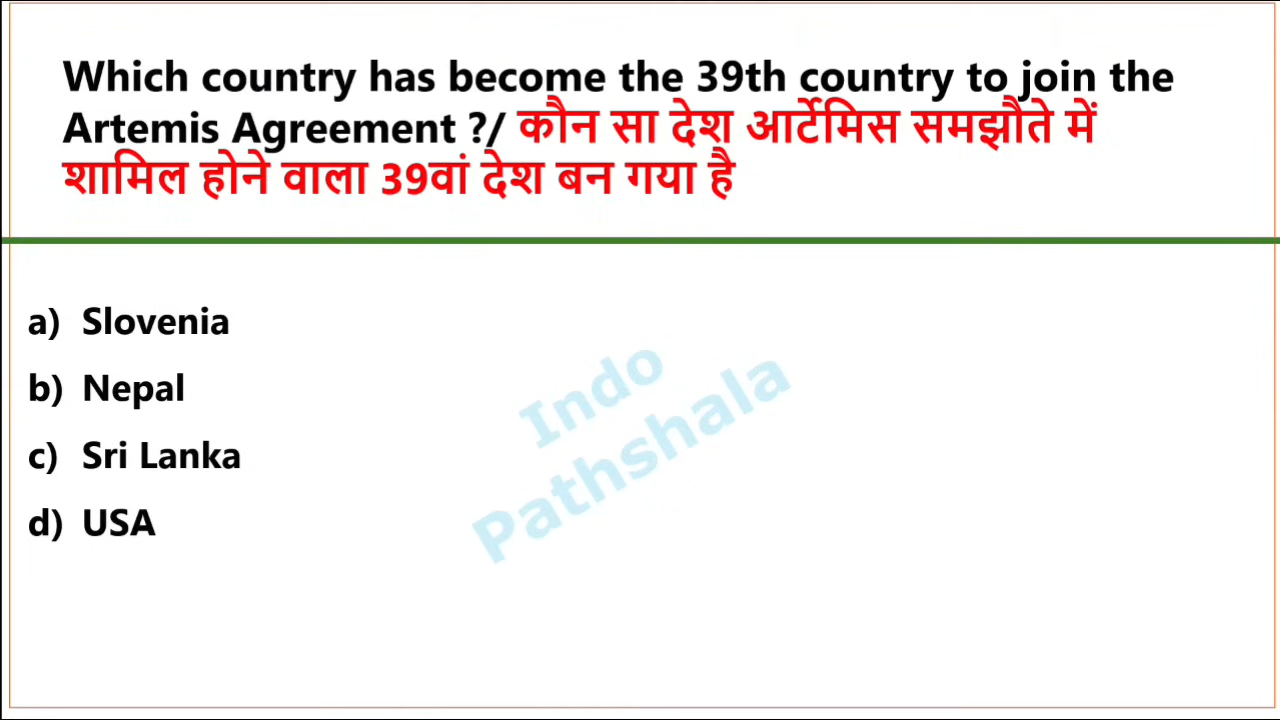 Which country has become the 39th country to join the
Artemis Agreement ?/ कौन सा देश आर्टेमिस समझौते में
शामिल होने वाला 39वां देश बन गया है
a) Slovenia
b) Nepal
c) Sri Lanka
d) USA
Indo
Pathshala